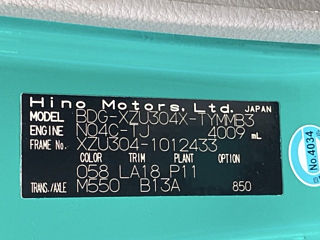 Hino Motors, Ltd. JAPAN
MODEL BDG-XZU304X-TYMMB3
ENGINE N04C-TJ 4009 mL
FRAME No. XZU304-1012433
COLOR TRIM PLANT OPTION
058 LA18 P11
TRANS./AXLE M550 B13A 850
No.4034